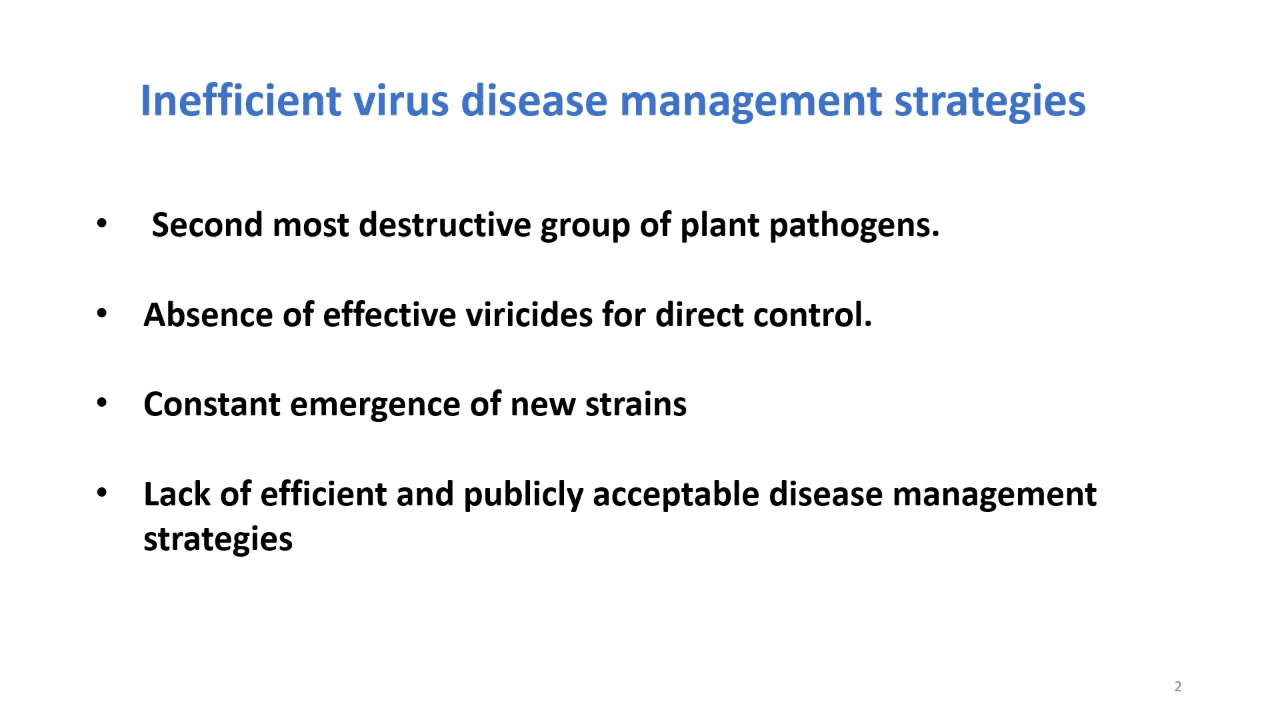 Inefficient virus disease management strategies
• Second most destructive group of plant pathogens.
• Absence of effective viricides for direct control.
• Constant emergence of new strains
• Lack of efficient and publicly acceptable disease management
strategies
2